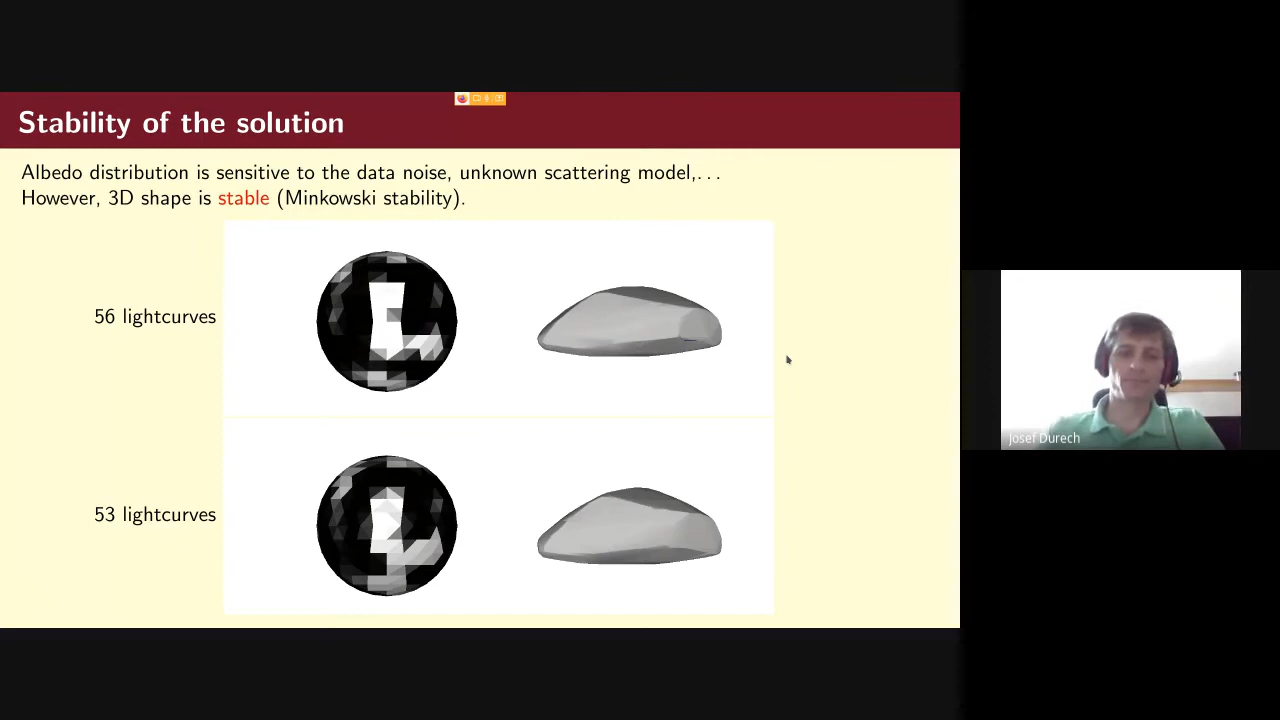 Stability of the solution
Albedo distribution is sensitive to the data noise, unknown scattering model,...
However, 3D shape is stable (Minkowski stability).
56 lightcurves
53 lightcurves
Josef Durech